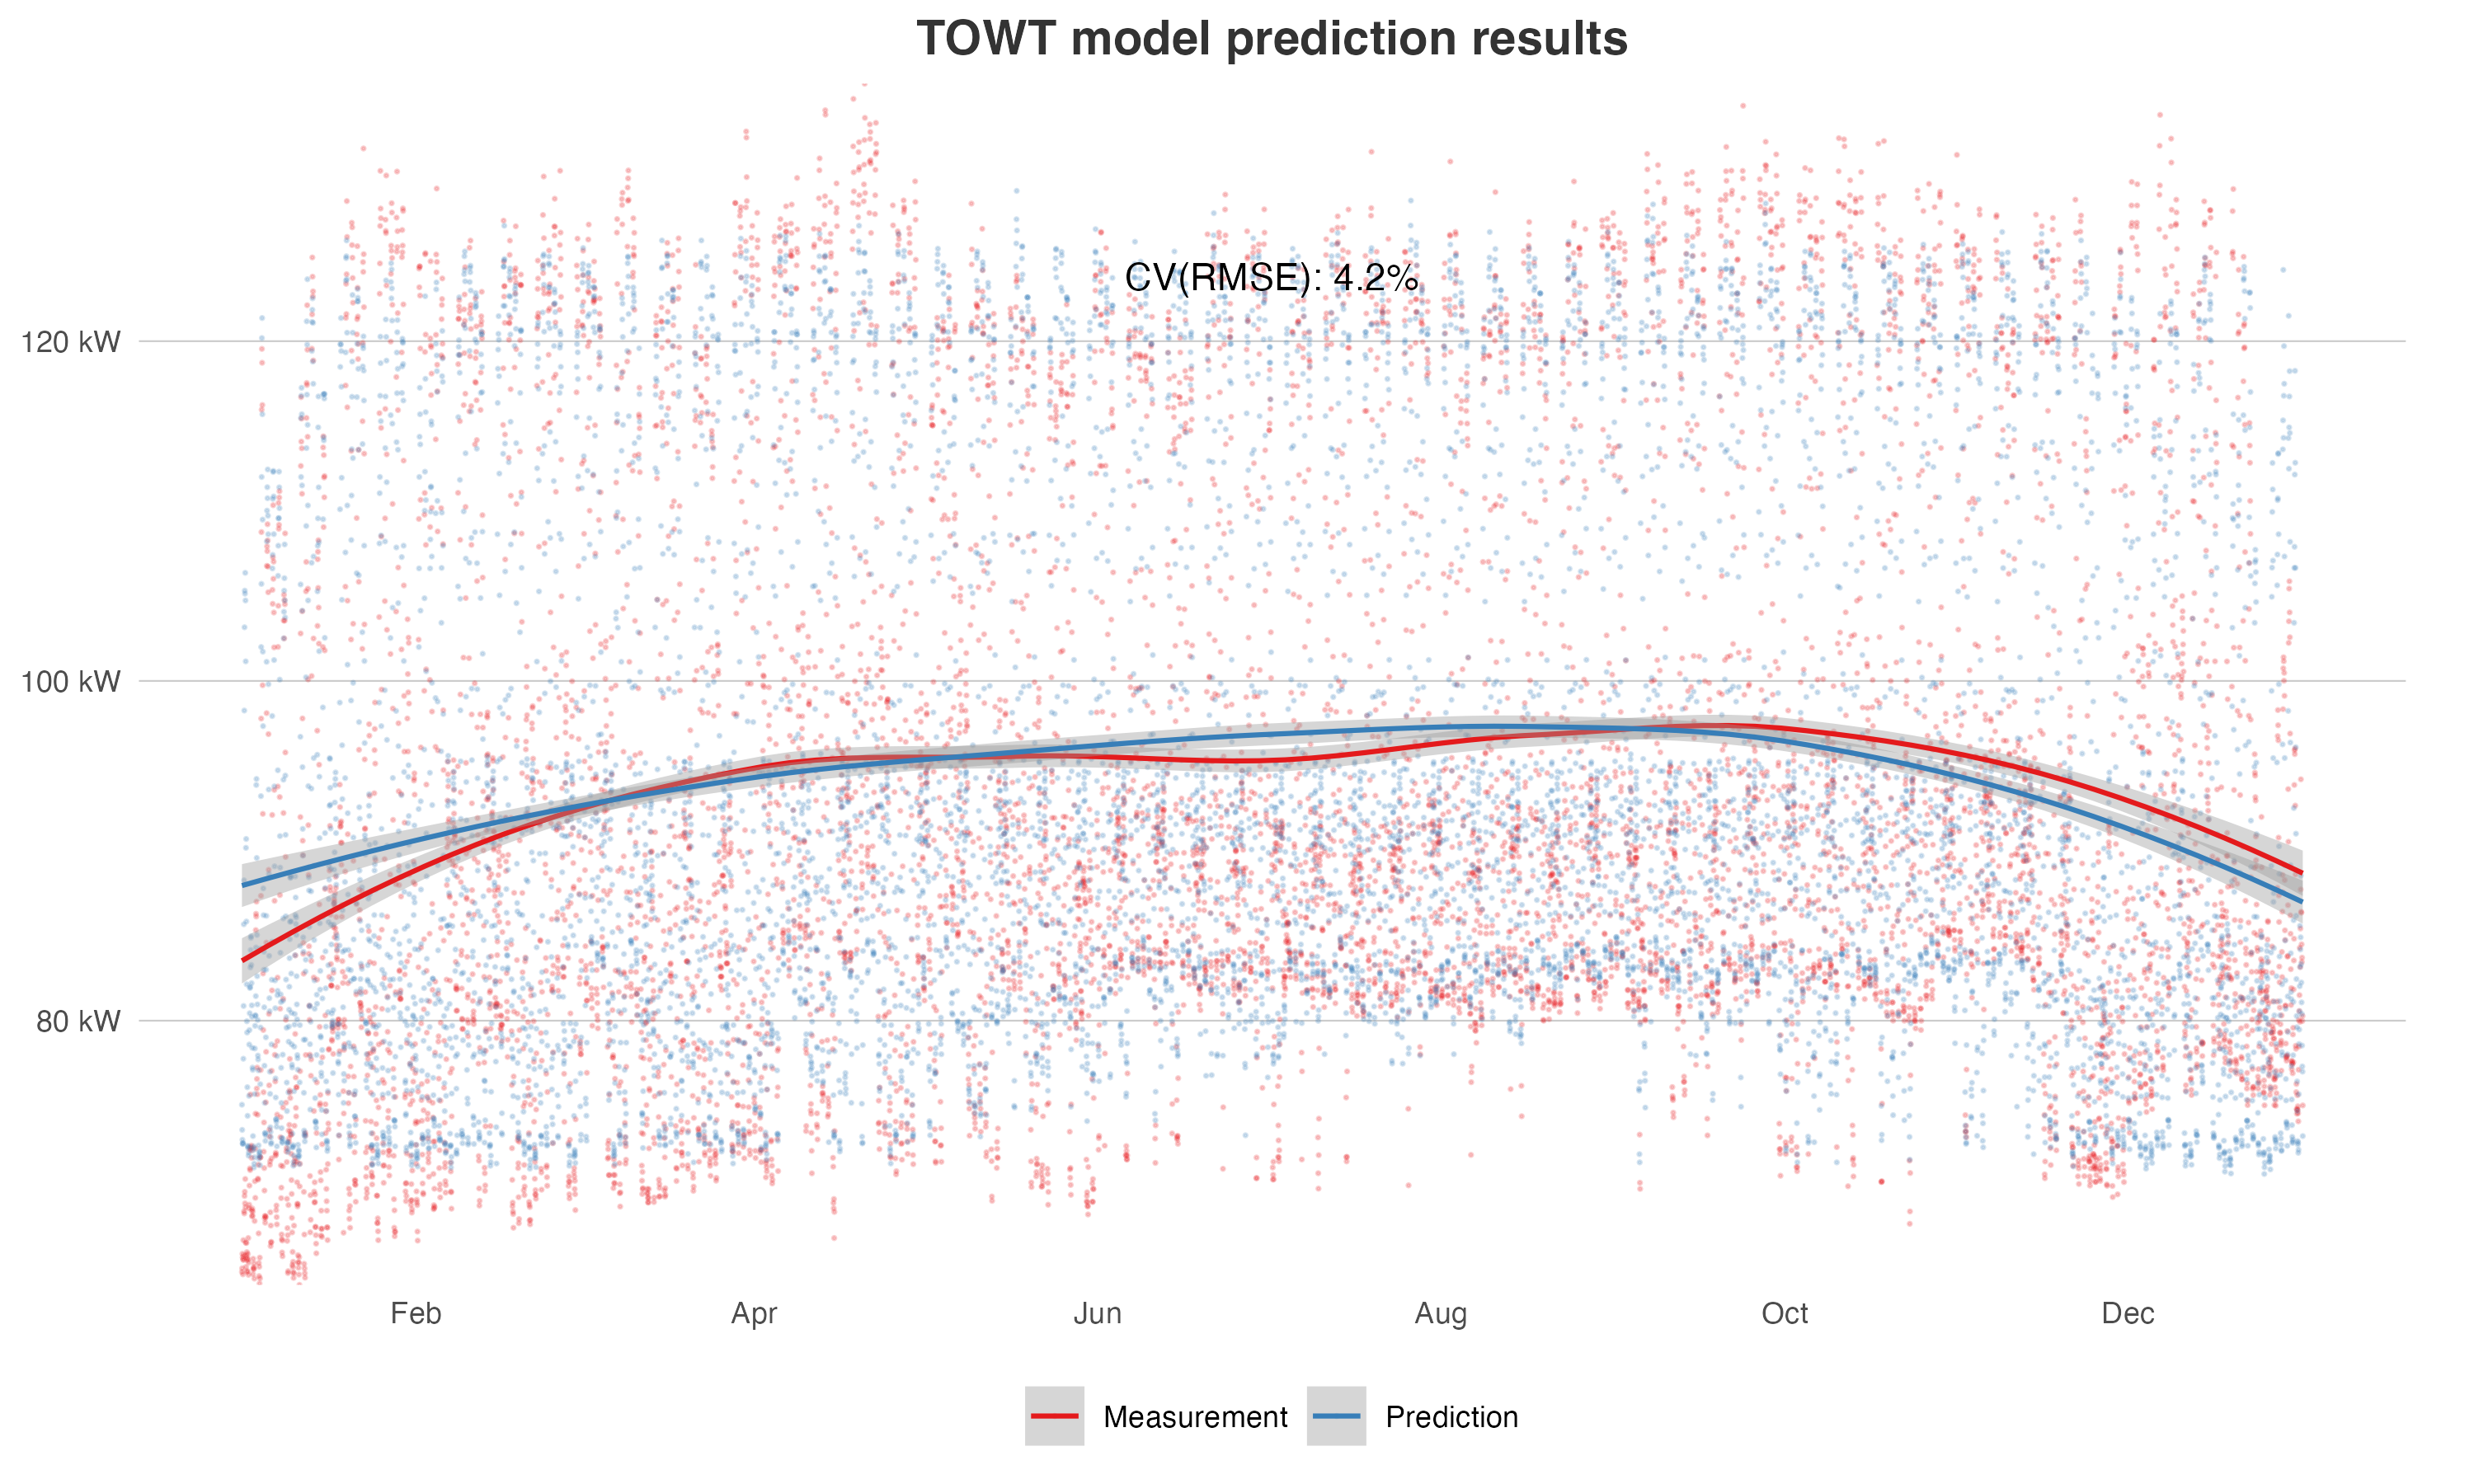 TOWT model prediction results
CV(RMSE): 4.2%
120 kW
100 kW
80 kW
Feb Apr Jun Aug Oct Dec
Measurement Prediction